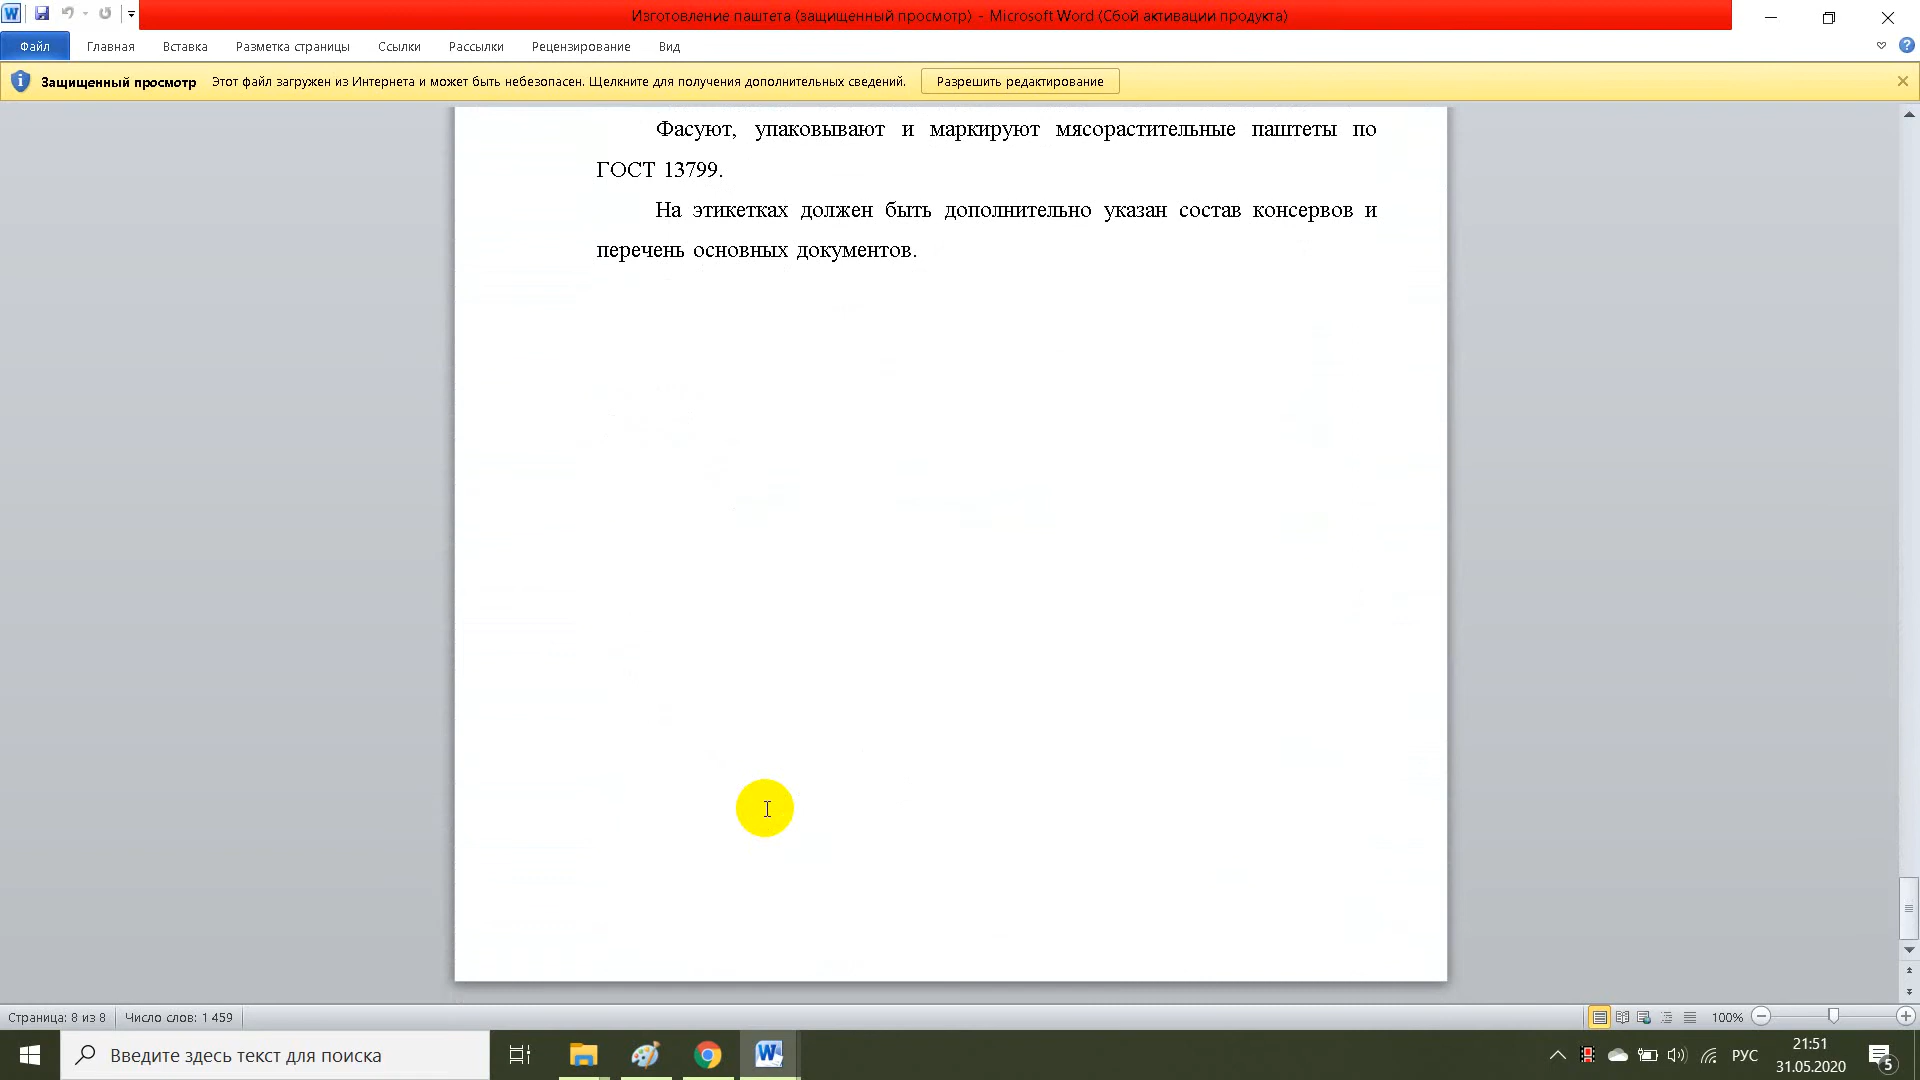 Изготовление паштета (защищенный просмотр) - Microsoft Word (Сбой активации продукта)
Файл Главная Вставка Разметка страницы Ссылки Рассылки Рецензирование Вид
Защищенный просмотр Этот файл загружен из Интернета и может быть небезопасен. Щелкните для получения дополнительных сведений. Разрешить редактирование
Фасуют, упаковывают и маркируют мясорастительные паштеты по
ГОСТ 13799.
На этикетках должен быть дополнительно указан состав консервов и
перечень основных документов.
Страница: 8 из 8 Число слов: 1 459 100%
Введите здесь текст для поиска РУС 21:51
31.05.2020 5